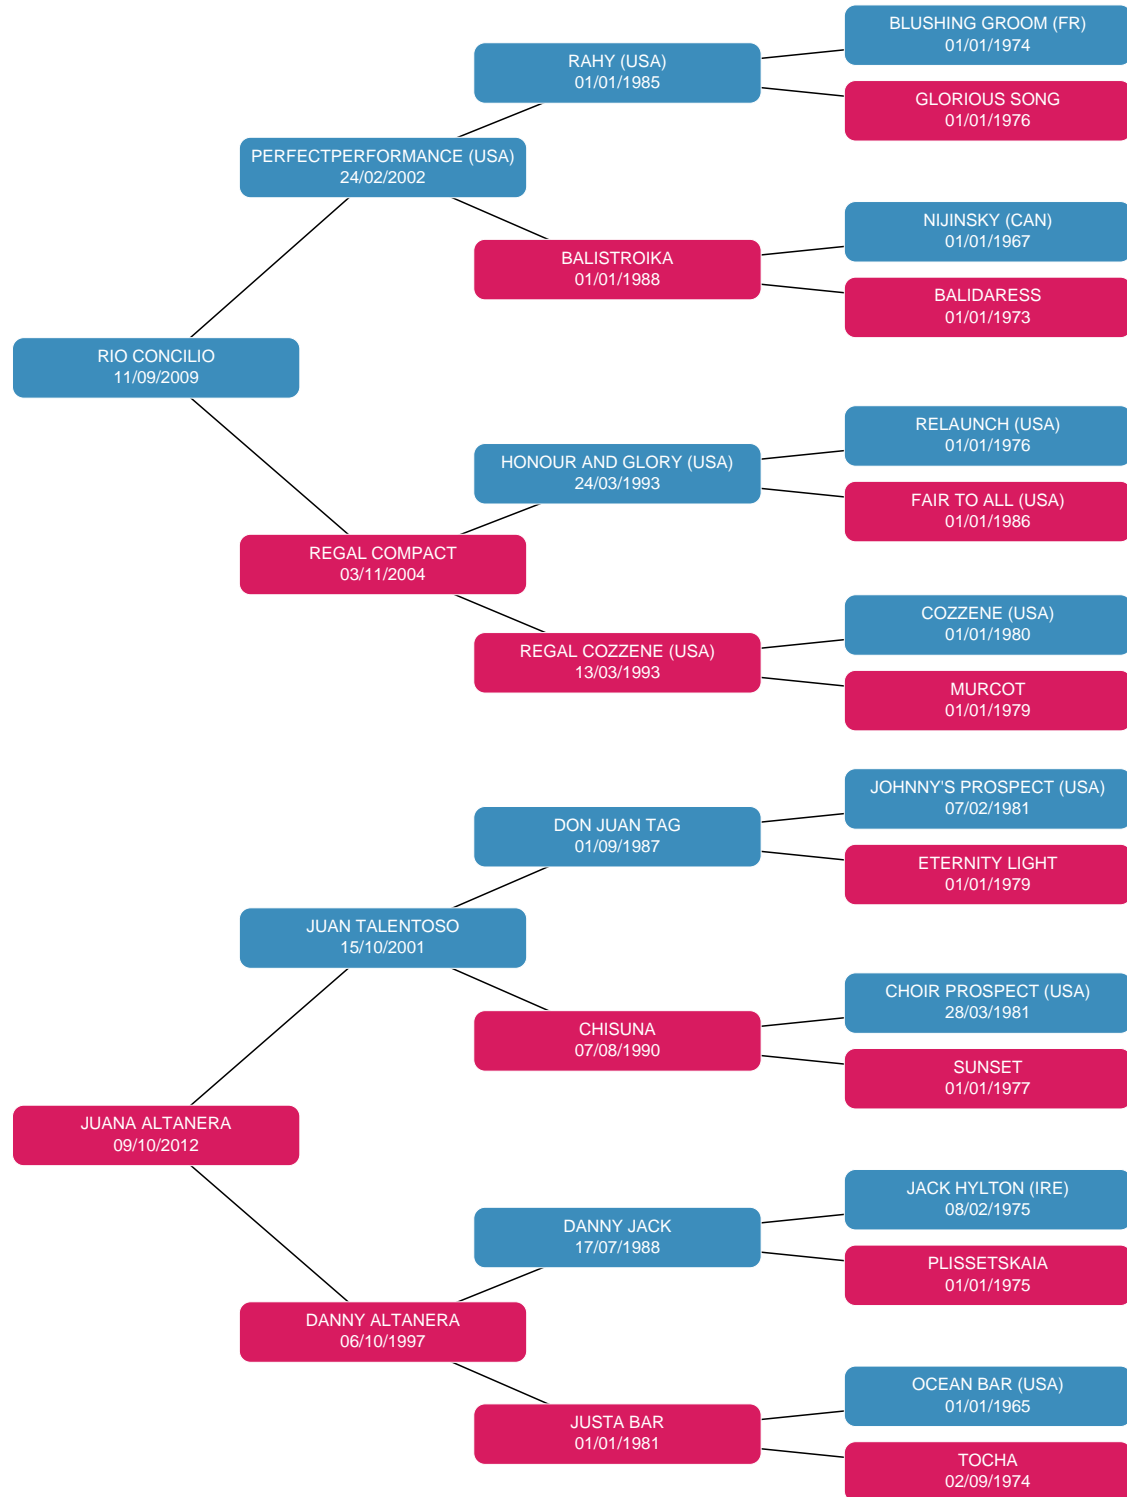 BLUSHING GROOM (FR)
01/01/1974
RAHY (USA)
01/01/1985
GLORIOUS SONG
01/01/1976
PERFECTPERFORMANCE (USA)
24/02/2002
NIJINSKY (CAN)
01/01/1967
BALISTROIKA
01/01/1988
BALIDARESS
01/01/1973
RIO CONCILIO
11/09/2009
RELAUNCH (USA)
01/01/1976
HONOUR AND GLORY (USA)
24/03/1993
FAIR TO ALL (USA)
01/01/1986
REGAL COMPACT
03/11/2004
COZZENE (USA)
01/01/1980
REGAL COZZENE (USA)
13/03/1993
MURCOT
01/01/1979
JOHNNY'S PROSPECT (USA)
07/02/1981
DON JUAN TAG
01/09/1987
ETERNITY LIGHT
01/01/1979
JUAN TALENTOSO
15/10/2001
CHOIR PROSPECT (USA)
28/03/1981
CHISUNA
07/08/1990
SUNSET
01/01/1977
JUANA ALTANERA
09/10/2012
JACK HYLTON (IRE)
08/02/1975
DANNY JACK
17/07/1988
PLISSETSKAIA
01/01/1975
DANNY ALTANERA
06/10/1997
OCEAN BAR (USA)
01/01/1965
JUSTA BAR
01/01/1981
TOCHA
02/09/1974